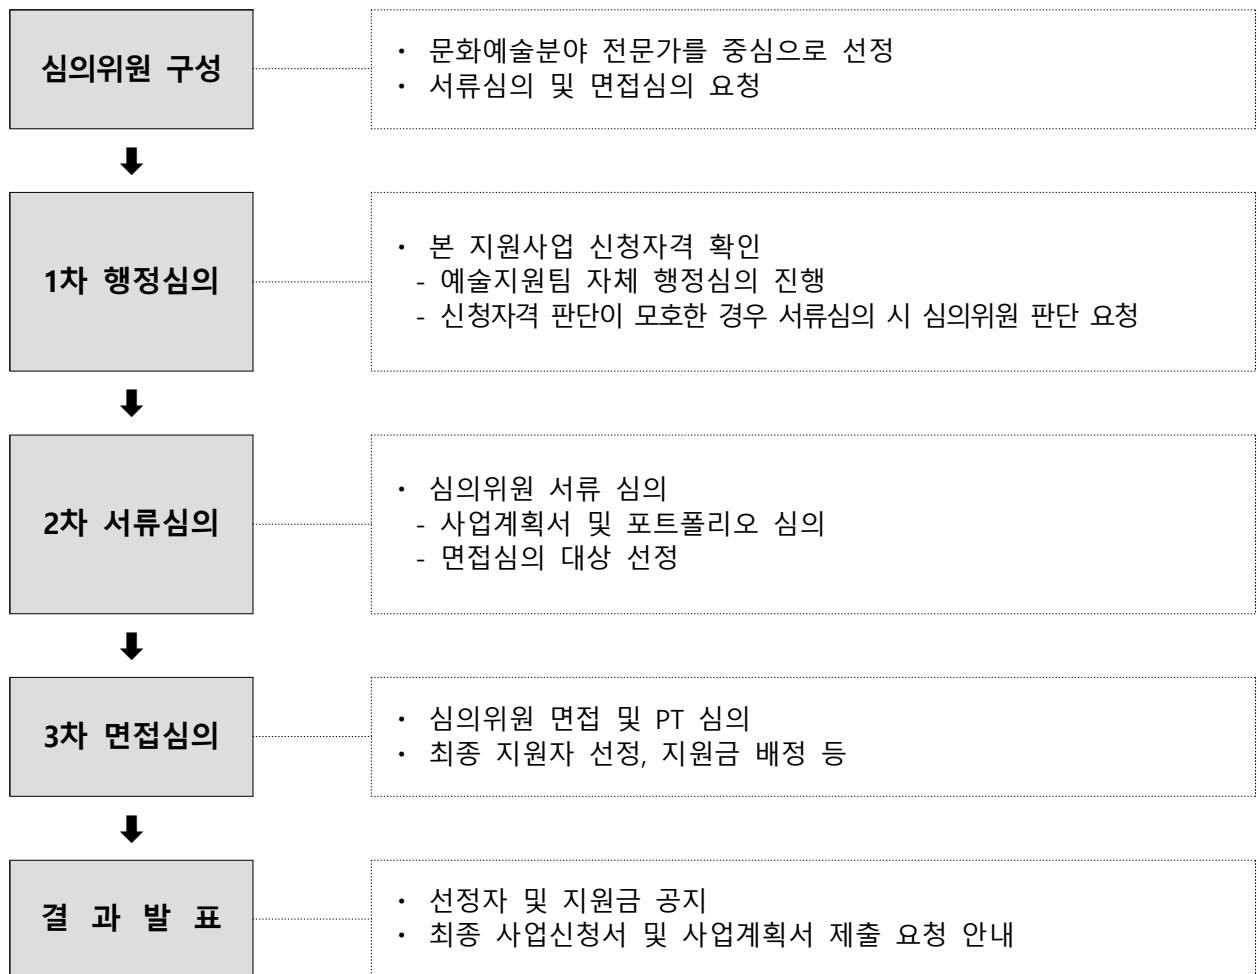 심의위원 구성
・ 문화예술분야 전문가를 중심으로 선정
・ 서류심의 및 면접심의 요청
1차 행정심의
・ 본 지원사업 신청자격 확인
- 예술지원팀 자체 행정심의 진행
- 신청자격 판단이 모호한 경우 서류심의 시 심의위원 판단 요청
2차 서류심의
・ 심의위원 서류 심의
- 사업계획서 및 포트폴리오 심의
- 면접심의 대상 선정
3차 면접심의
・ 심의위원 면접 및 PT 심의
・ 최종 지원자 선정, 지원금 배정 등
결 과 발 표
・ 선정자 및 지원금 공지
・ 최종 사업신청서 및 사업계획서 제출 요청 안내